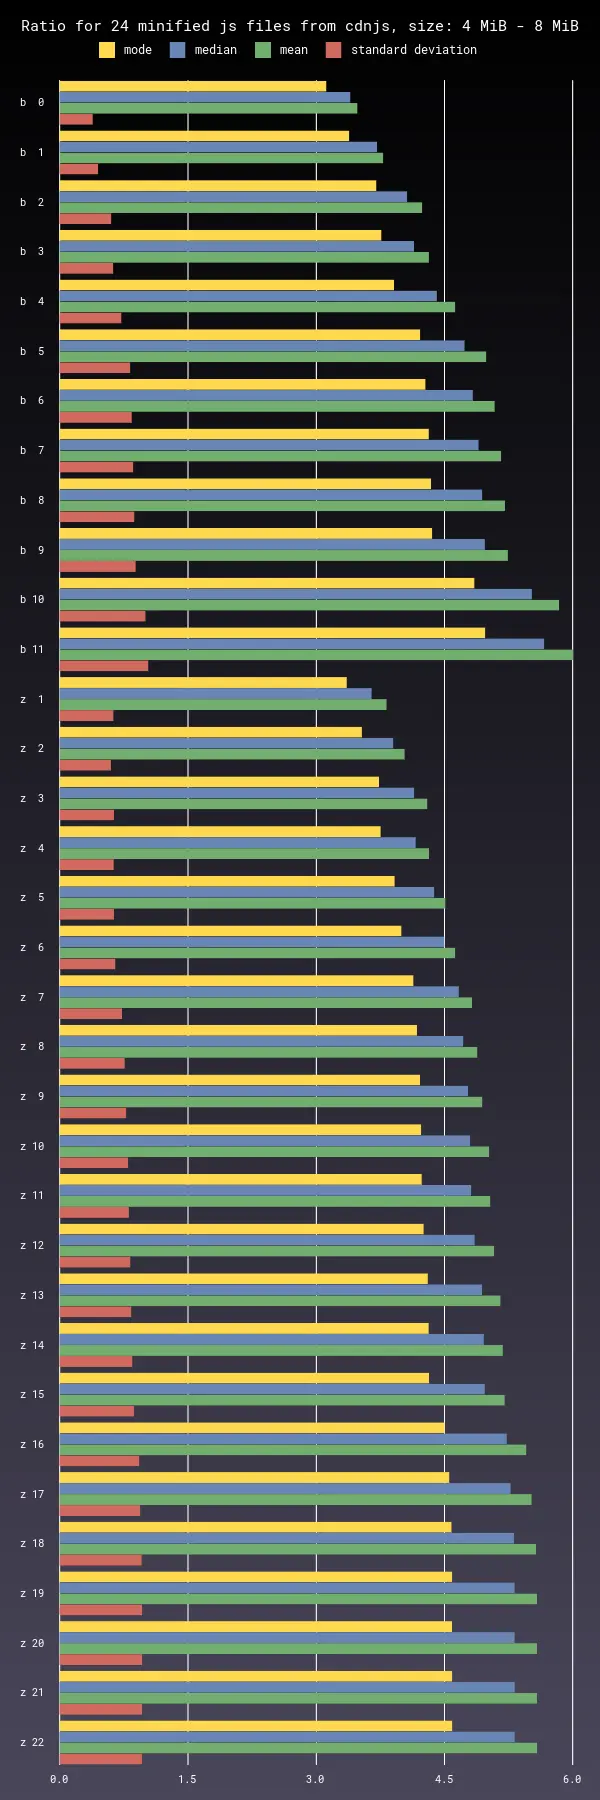 Ratio for 24 minified js files from cdnjs, size: 4 MiB - 8 MiB
mode median mean standard deviation
b 0
b 1
b 2
b 3
b 4
b 5
b 6
b 7
b 8
b 9
b 10
b 11
z 1
z 2
z 3
z 4
z 5
z 6
z 7
z 8
z 9
z 10
z 11
z 12
z 13
z 14
z 15
z 16
z 17
z 18
z 19
z 20
z 21
z 22
0.0 1.5 3.0 4.5 6.0